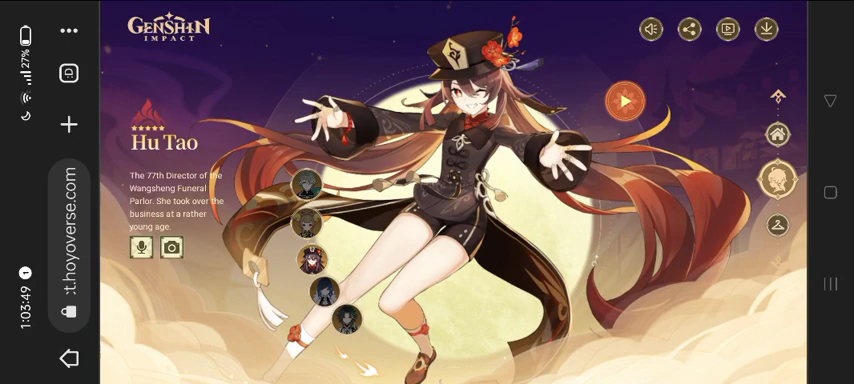 GENSHIN
IMPACT
Hu Tao
The 77th Director of the
Wangsheng Funeral
Parlor. She took over the
business at a rather
young age.
27%
:D
t.hoyoverse.com
1:03:49
1